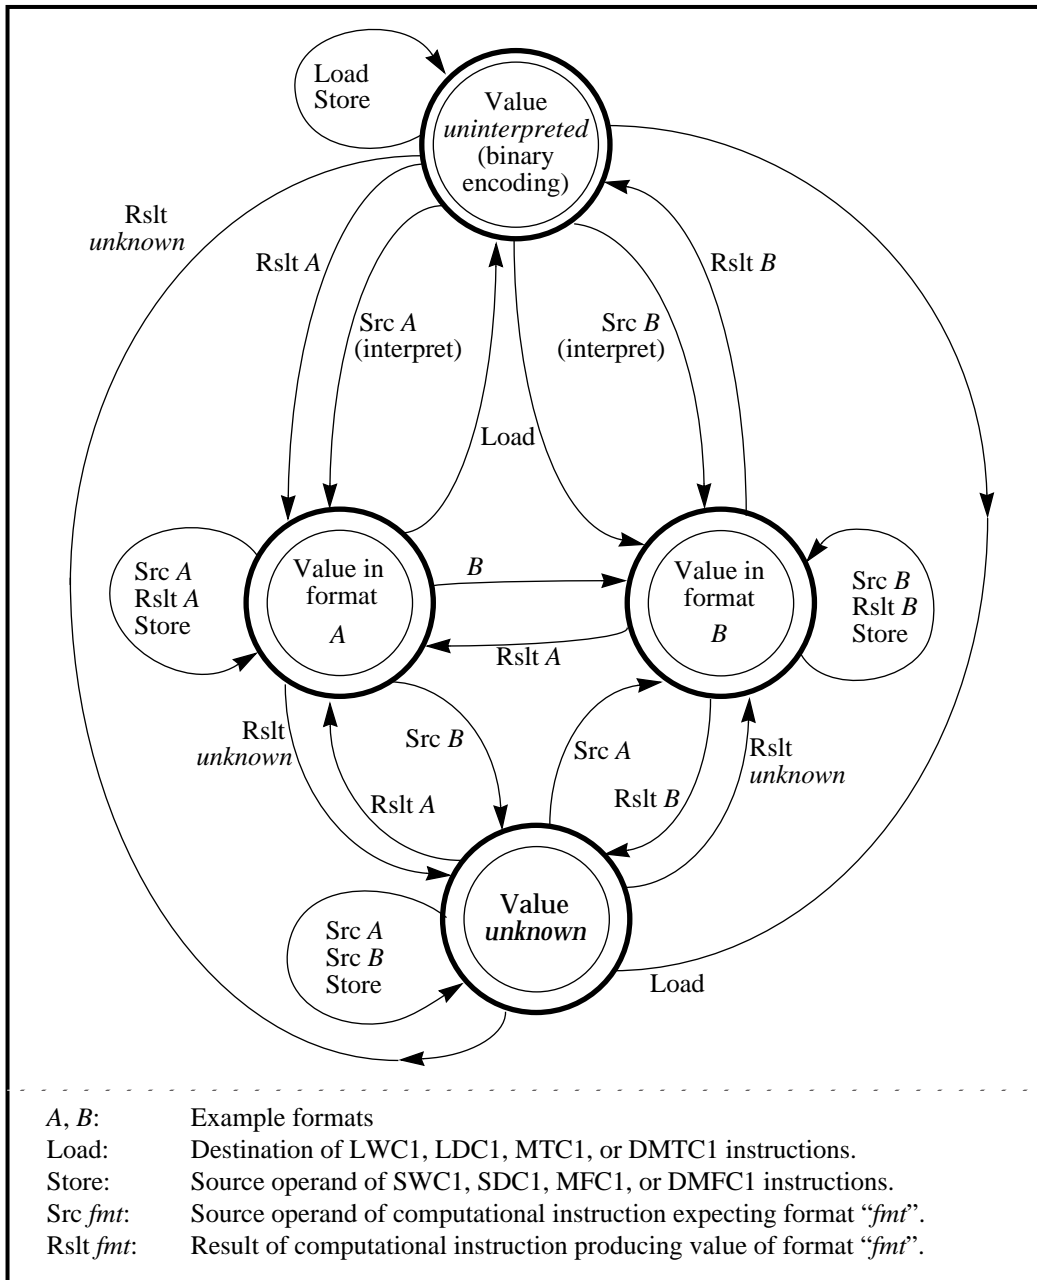 Load
Store
Value
uninterpreted
(binary
encoding)
Rslt
unknown
Rslt A
Rslt B
Src A
(interpret)
Src B
(interpret)
Load
Src A
Rslt A
Store
Value in
format
A
B
Rslt A
Value in
format
B
Src B
Rslt B
Store
Rslt
unknown
Src B
Rslt A
Src A
Rslt B
Rslt
unknown
Src A
Src B
Store
Value
unknown
Load
A, B: Example formats
Load: Destination of LWC1, LDC1, MTC1, or DMTC1 instructions.
Store: Source operand of SWC1, SDC1, MFC1, or DMFC1 instructions.
Src fmt: Source operand of computational instruction expecting format “fmt”.
Rslt fmt: Result of computational instruction producing value of format “fmt”.